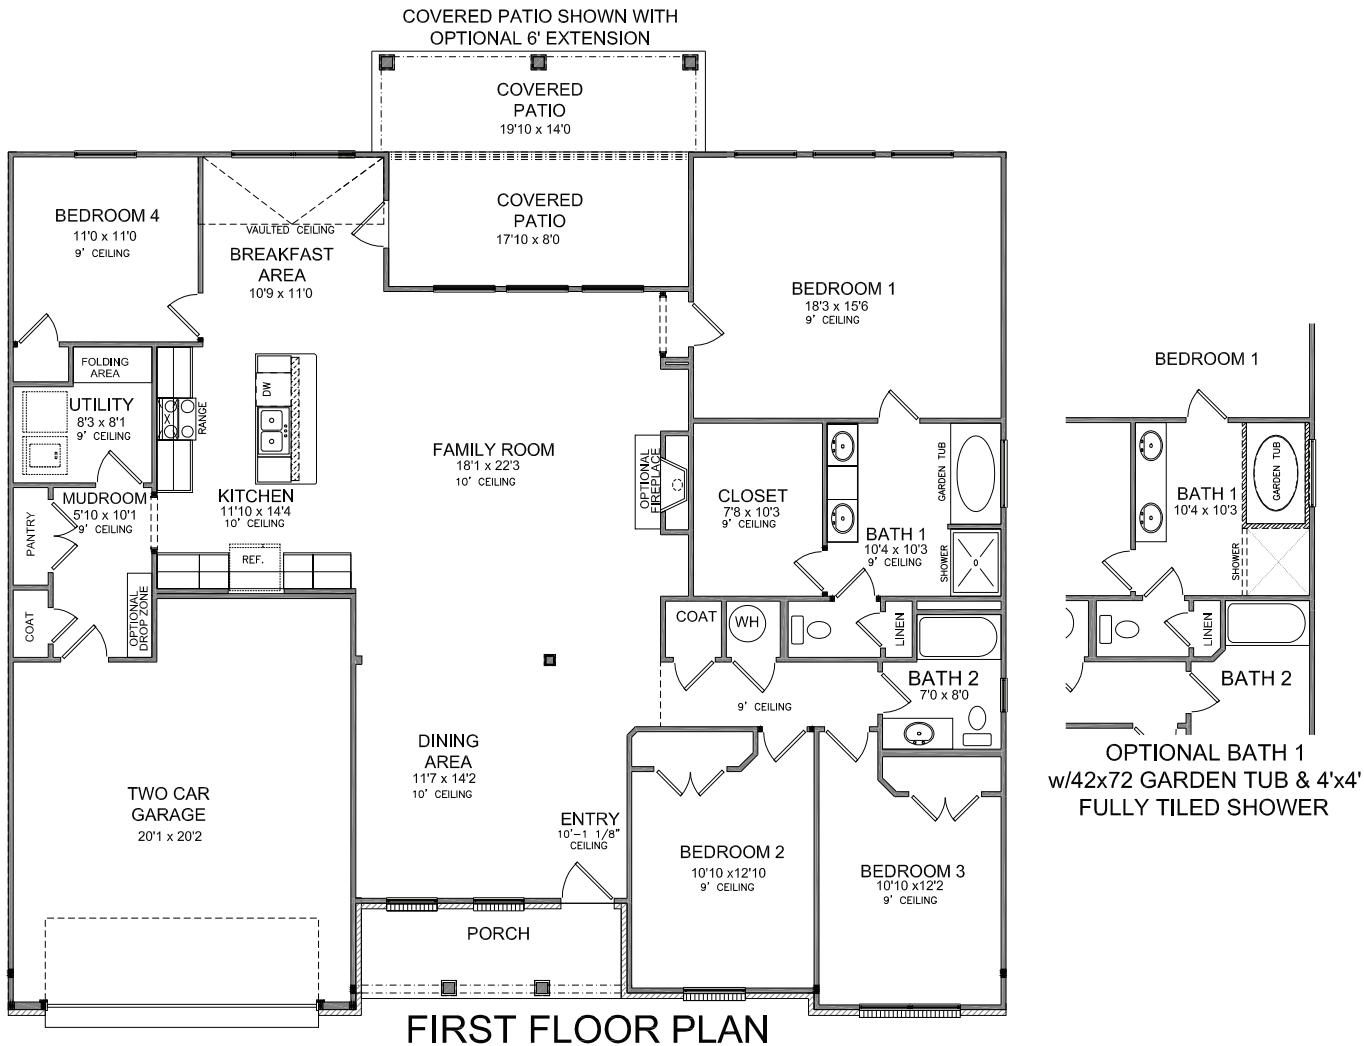 COVERED PATIO SHOWN WITH
OPTIONAL 6' EXTENSION
COVERED
PATIO
19'10 x 14'0
COVERED
PATIO
17'10 x 8'0
BEDROOM 4
11'0 x 11'0
9' CEILING
VAULTED CEILING
BREAKFAST
AREA
10'9 x 11'0
BEDROOM 1
18'3 x 15'6
9' CEILING
FOLDING
AREA
UTILITY
8'3 x 8'1
9' CEILING
RANGE
DW
FAMILY ROOM
18'1 x 22'3
10' CEILING
OPTIONAL
FIREPLACE
KITCHEN
11'10 x 14'4
10' CEILING
MUDROOM
5'10 x 10'1
9' CEILING
PANTRY
REF.
COAT
OPTIONAL
DROP ZONE
CLOSET
7'8 x 10'3
9' CEILING
GARDEN TUB
BATH 1
10'4 x 10'3
9' CEILING
SHOWER
COAT
WH
LINEN
BATH 2
7'0 x 8'0
9' CEILING
DINING
AREA
11'7 x 14'2
10' CEILING
TWO CAR
GARAGE
20'1 x 20'2
ENTRY
10'-1 1/8"
CEILING
BEDROOM 2
10'10 x12'10
9' CEILING
BEDROOM 3
10'10 x12'2
9' CEILING
PORCH
FIRST FLOOR PLAN
BEDROOM 1
GARDEN TUB
BATH 1
10'4 x 10'3
SHOWER
LINEN
BATH 2
OPTIONAL BATH 1
w/42x72 GARDEN TUB & 4'x4'
FULLY TILED SHOWER